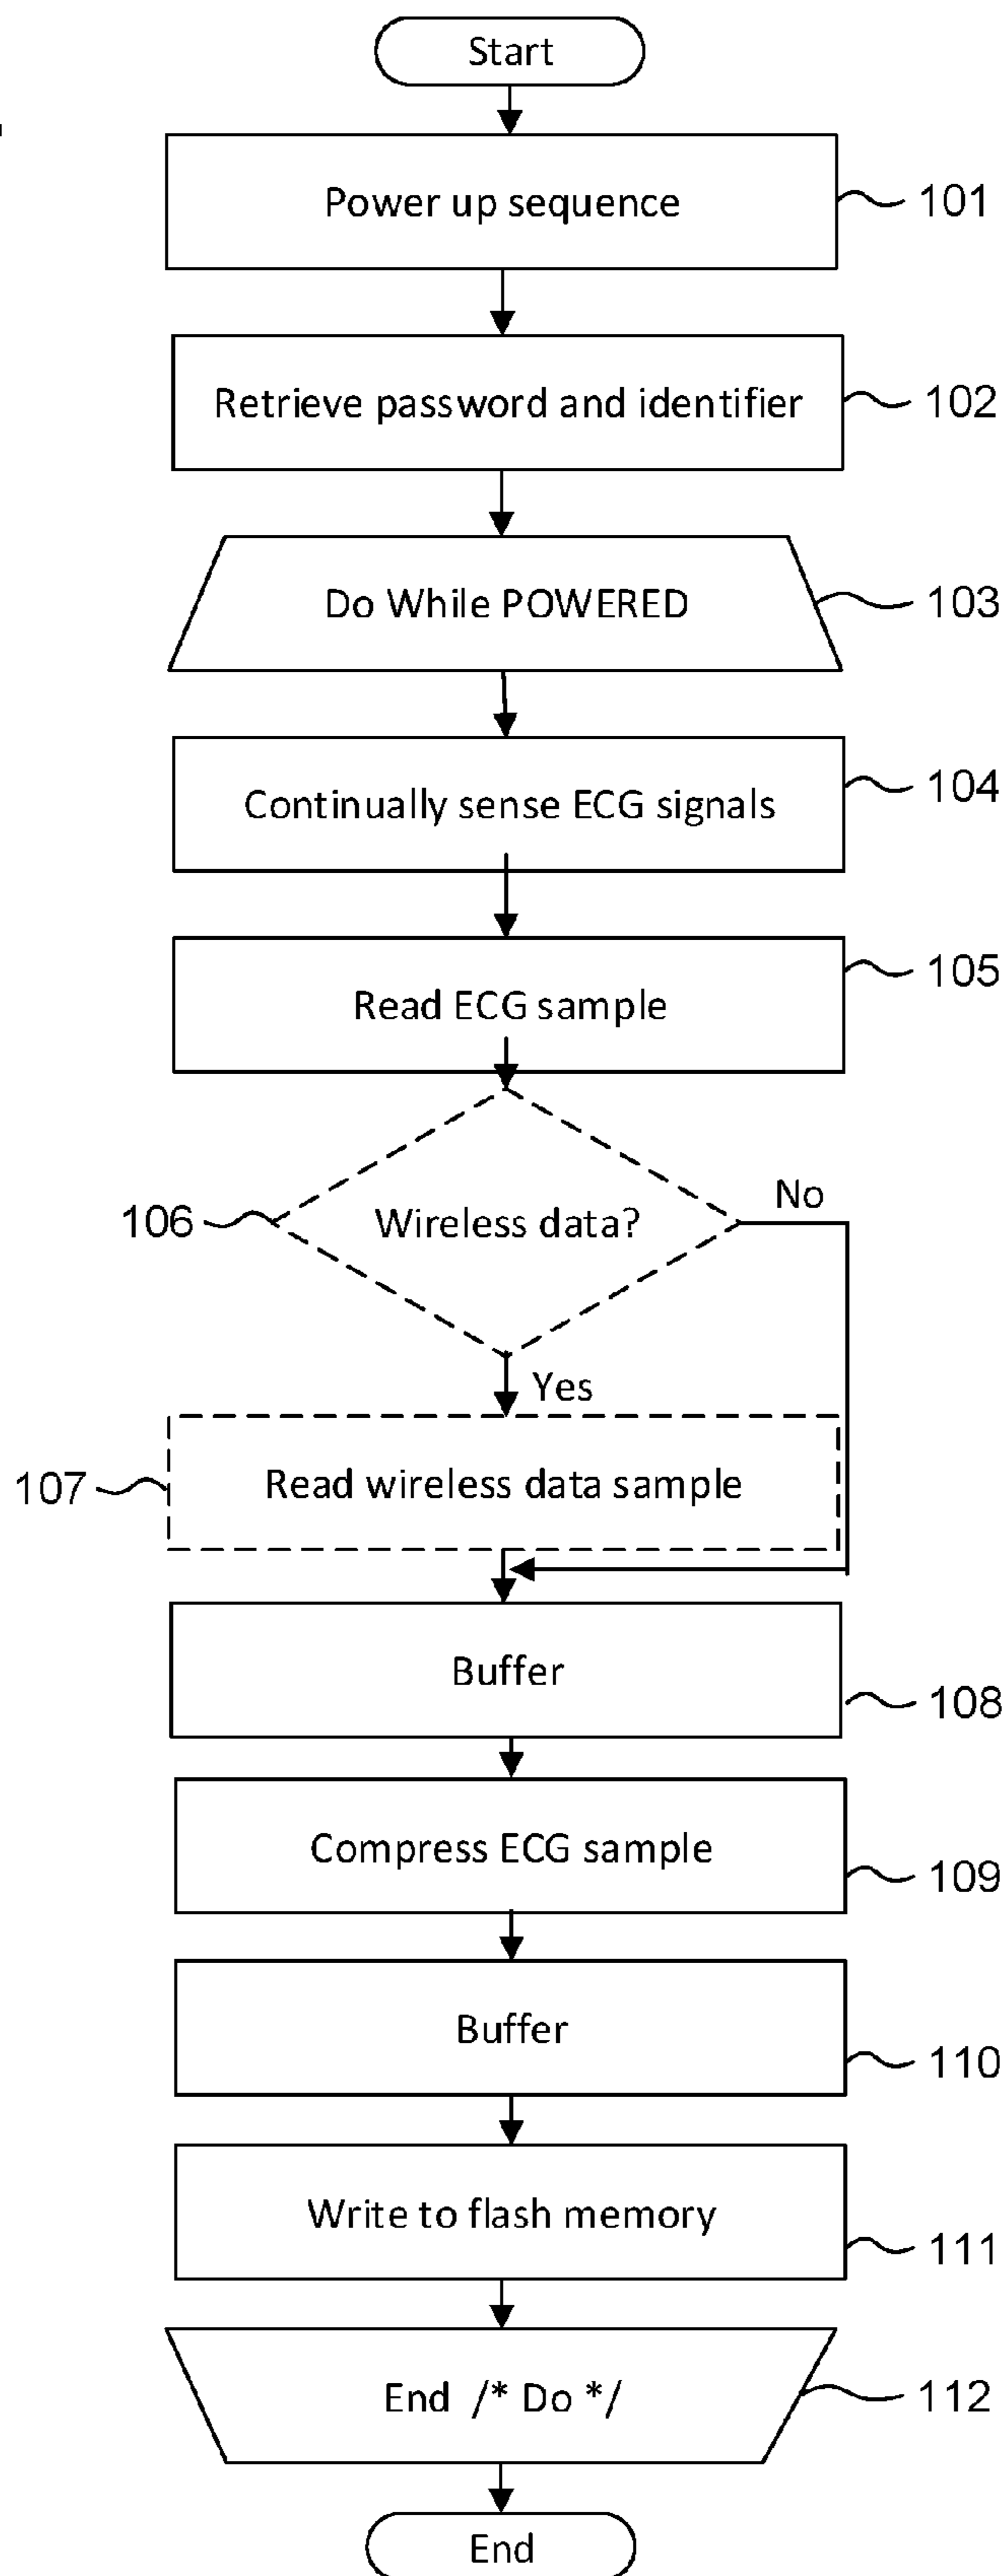 Start
Power up sequence
101
Retrieve password and identifier
102
Do While POWERED
103
Continually sense ECG signals
104
Read ECG sample
105
106
Wireless data?
No
Yes
107
Read wireless data sample
Buffer
108
Compress ECG sample
109
Buffer
110
Write to flash memory
111
End /* Do */
112
End